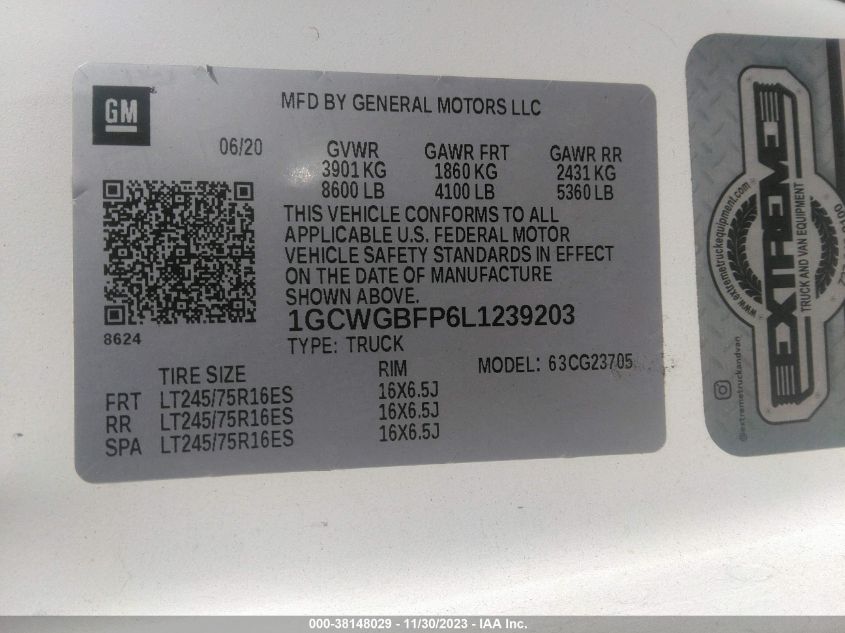 GM
MFD BY GENERAL MOTORS LLC
06/20
GVWR GAWR FRT GAWR RR
3901 KG 1860 KG 2431 KG
8600 LB 4100 LB 5360 LB
THIS VEHICLE CONFORMS TO ALL
APPLICABLE U.S. FEDERAL MOTOR
VEHICLE SAFETY STANDARDS IN EFFECT
ON THE DATE OF MANUFACTURE
SHOWN ABOVE.
8624
1GCWGBFP6L1239203
TYPE: TRUCK
MODEL: 63CG23705
TIRE SIZE RIM
FRT LT245/75R16ES 16X6.5J
RR LT245/75R16ES 16X6.5J
SPA LT245/75R16ES 16X6.5J
www.extremetruckequipment.com
EXTREME
TRUCK AND VAN EQUIPMENT
@extremetruckandvan
000-38148029 - 11/30/2023 - IAA Inc.